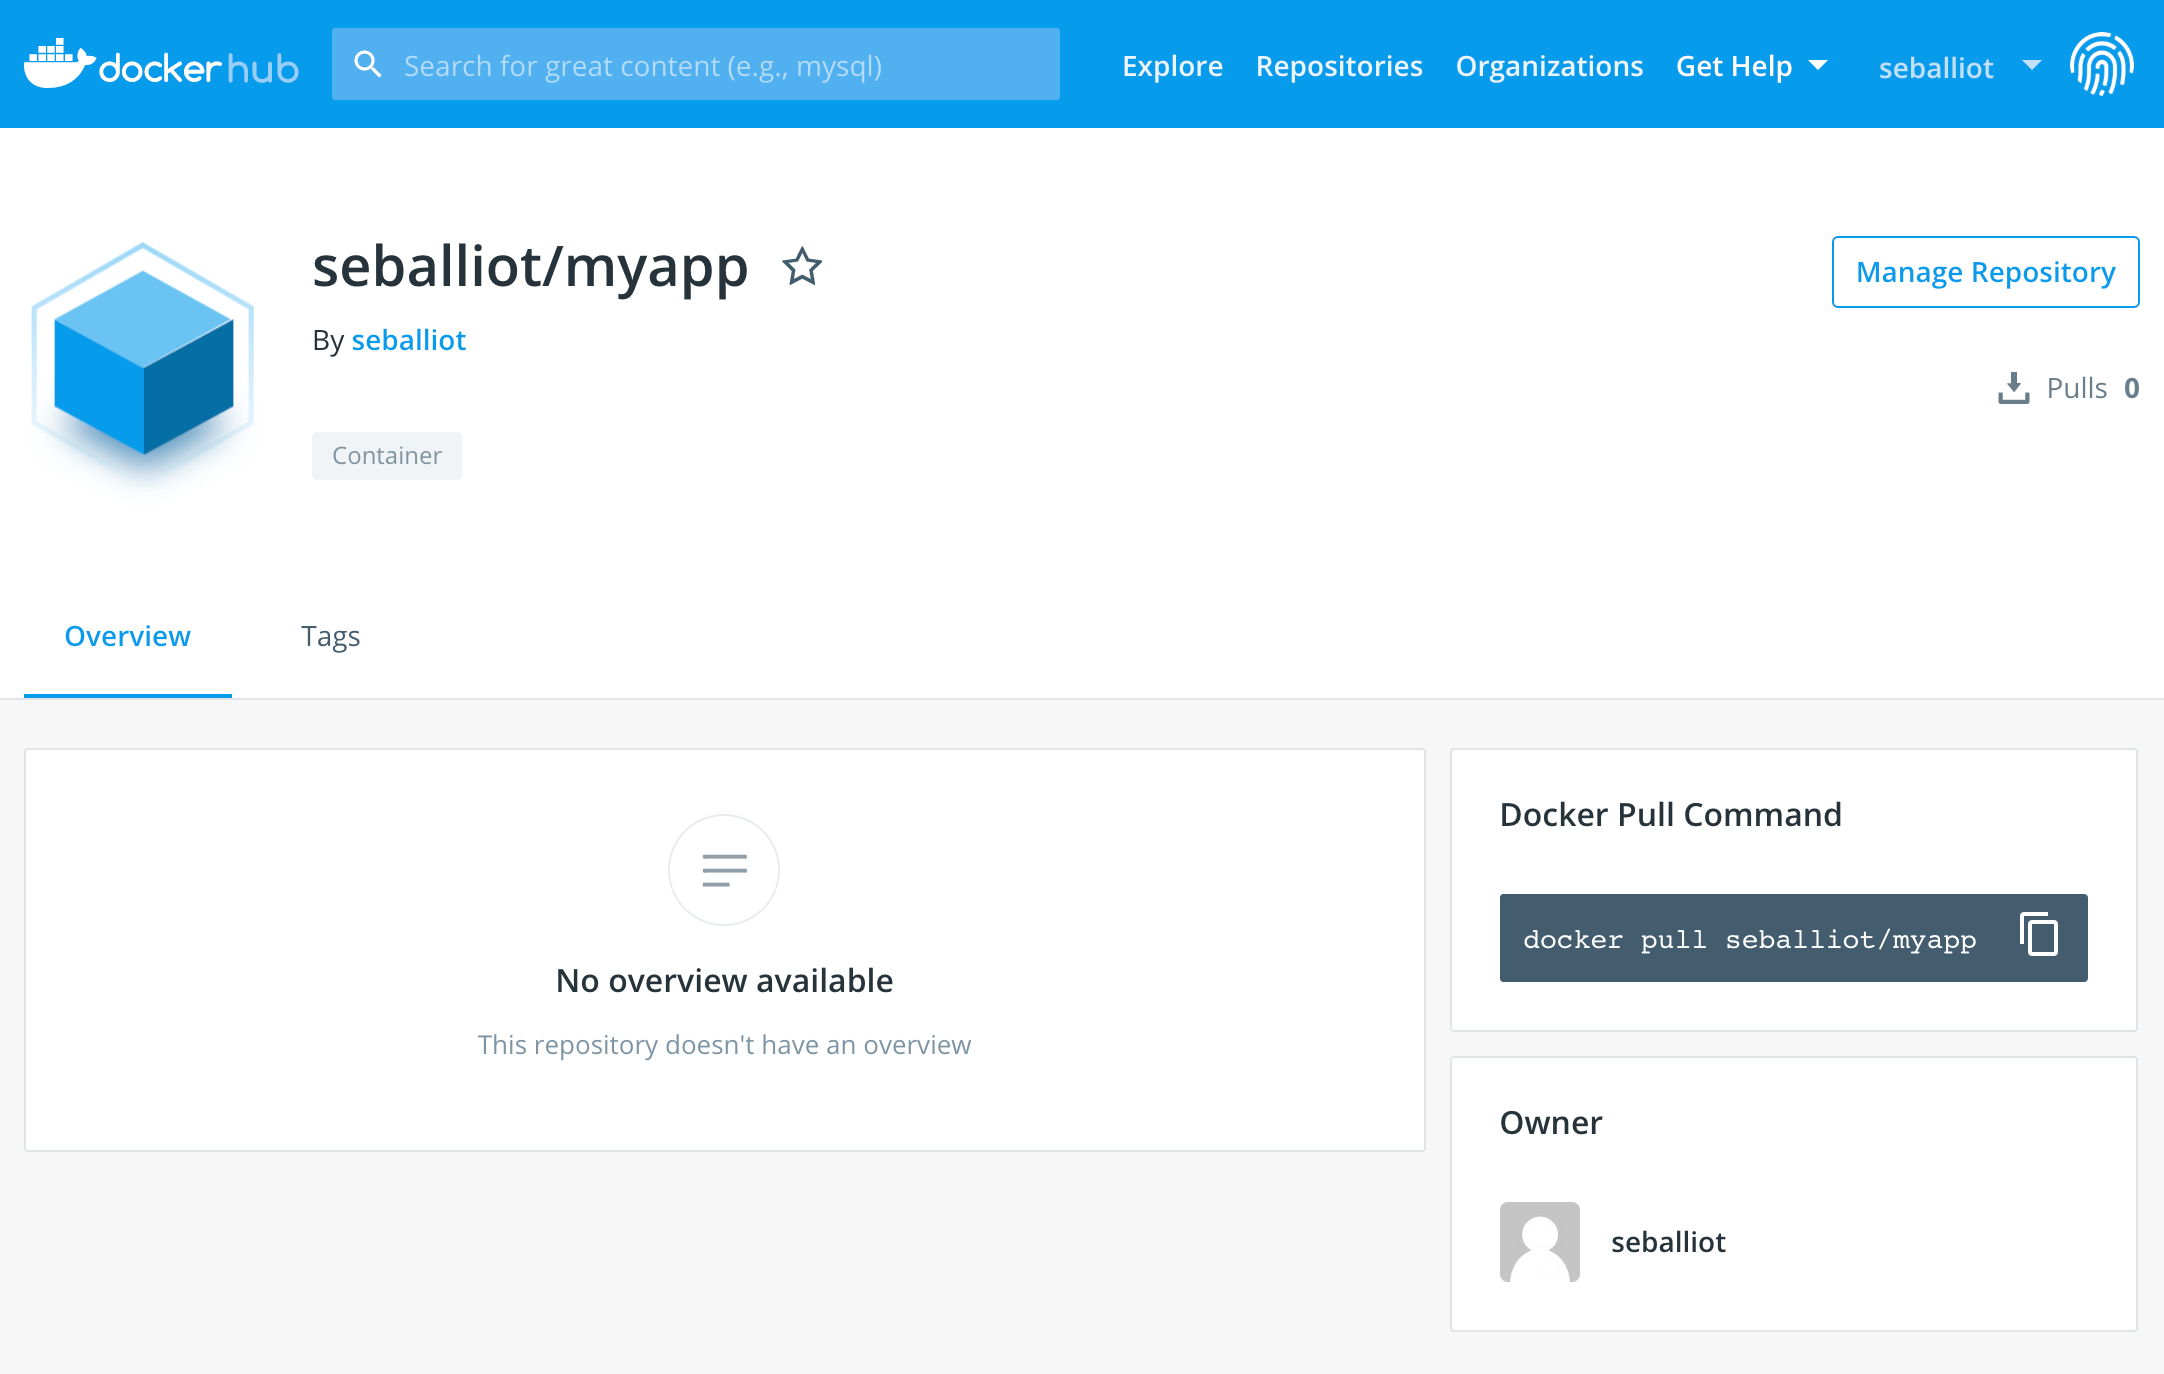 docker hub
Search for great content (e.g., mysql)
Explore Repositories Organizations Get Help seballiot
seballiot/myapp
Manage Repository
By seballiot
Pulls 0
Container
Overview Tags
No overview available
This repository doesn't have an overview
Docker Pull Command
docker pull seballiot/myapp
Owner
seballiot